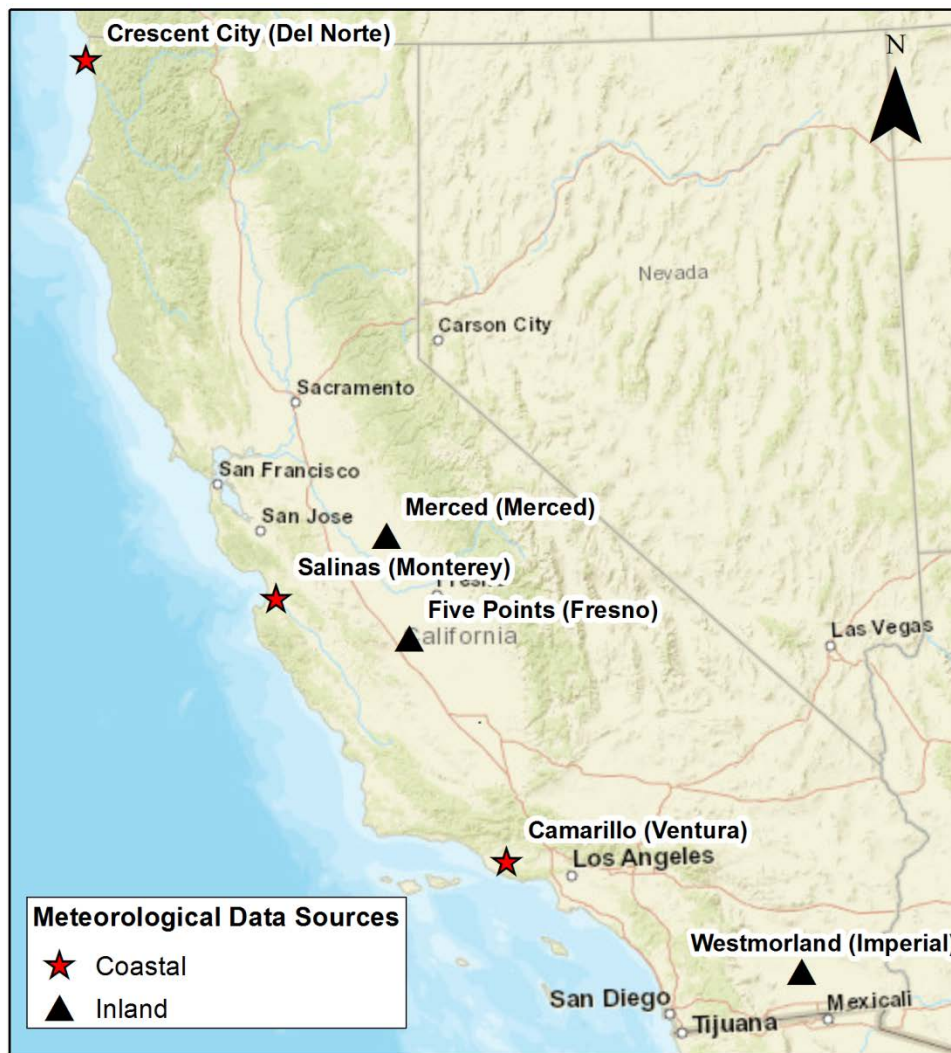 Crescent City (Del Norte)
N
Nevada
Carson City
Sacramento
San Francisco
San Jose
Merced (Merced)
Salinas (Monterey)
Five Points (Fresno)
California
Las Vegas
Camarillo (Ventura)
Los Angeles
Westmorland (Imperial)
San Diego
Mexicali
Tijuana
Meteorological Data Sources
Coastal
Inland